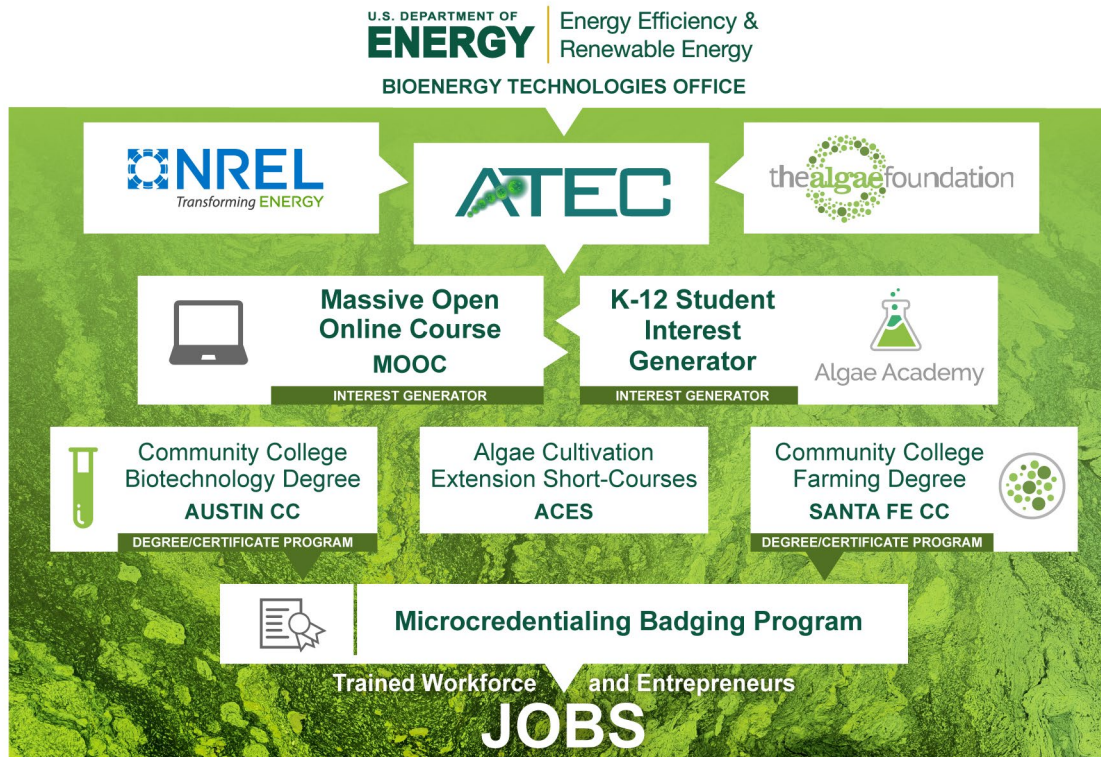 U.S. DEPARTMENT OF
ENERGY
Energy Efficiency &
Renewable Energy
BIOENERGY TECHNOLOGIES OFFICE
NREL
Transforming ENERGY
ATEC
thealgaefoundation
Massive Open
Online Course
MOOC
INTEREST GENERATOR
K-12 Student
Interest
Generator
INTEREST GENERATOR
Algae Academy
Community College
Biotechnology Degree
AUSTIN CC
DEGREE/CERTIFICATE PROGRAM
Algae Cultivation
Extension Short-Courses
ACES
Community College
Farming Degree
SANTA FE CC
DEGREE/CERTIFICATE PROGRAM
Microcredentialing Badging Program
Trained Workforce and Entrepreneurs
JOBS